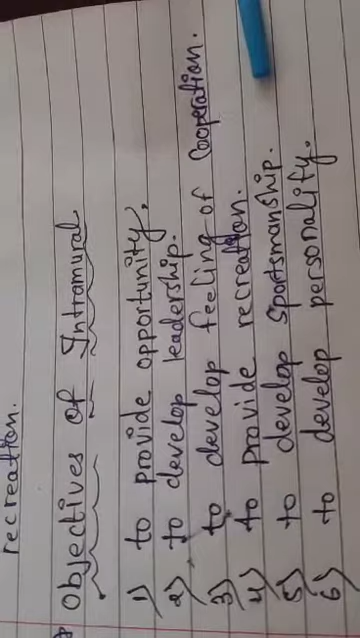 recreation.
Objectives of Intramural
1) to provide opportunity,
2) to develop leadership.
3) to develop feeling of Cooperation.
4) to provide recreation.
5) to develop Sportsmanship.
6) to develop personality.